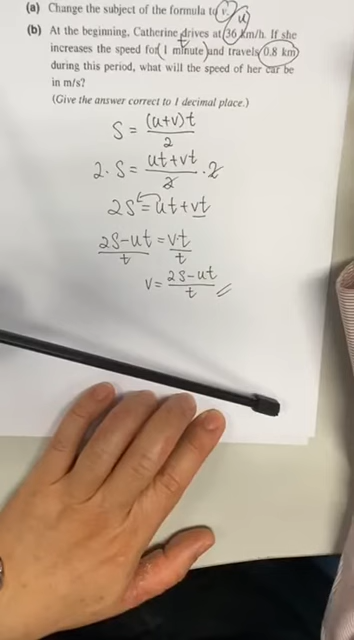 (a) Change the subject of the formula to v.
u
(b) At the beginning, Catherine drives at 36 km/h. If she
t
increases the speed for 1 minute and travels 0.8 km
during this period, what will the speed of her car be
in m/s?
(Give the answer correct to 1 decimal place.)
S = (u+v)t / 2
2 · S = ut+vt / 2 · 2
2S = ut+vt
2S-ut / t = v·t / t
v = 2S-ut / t